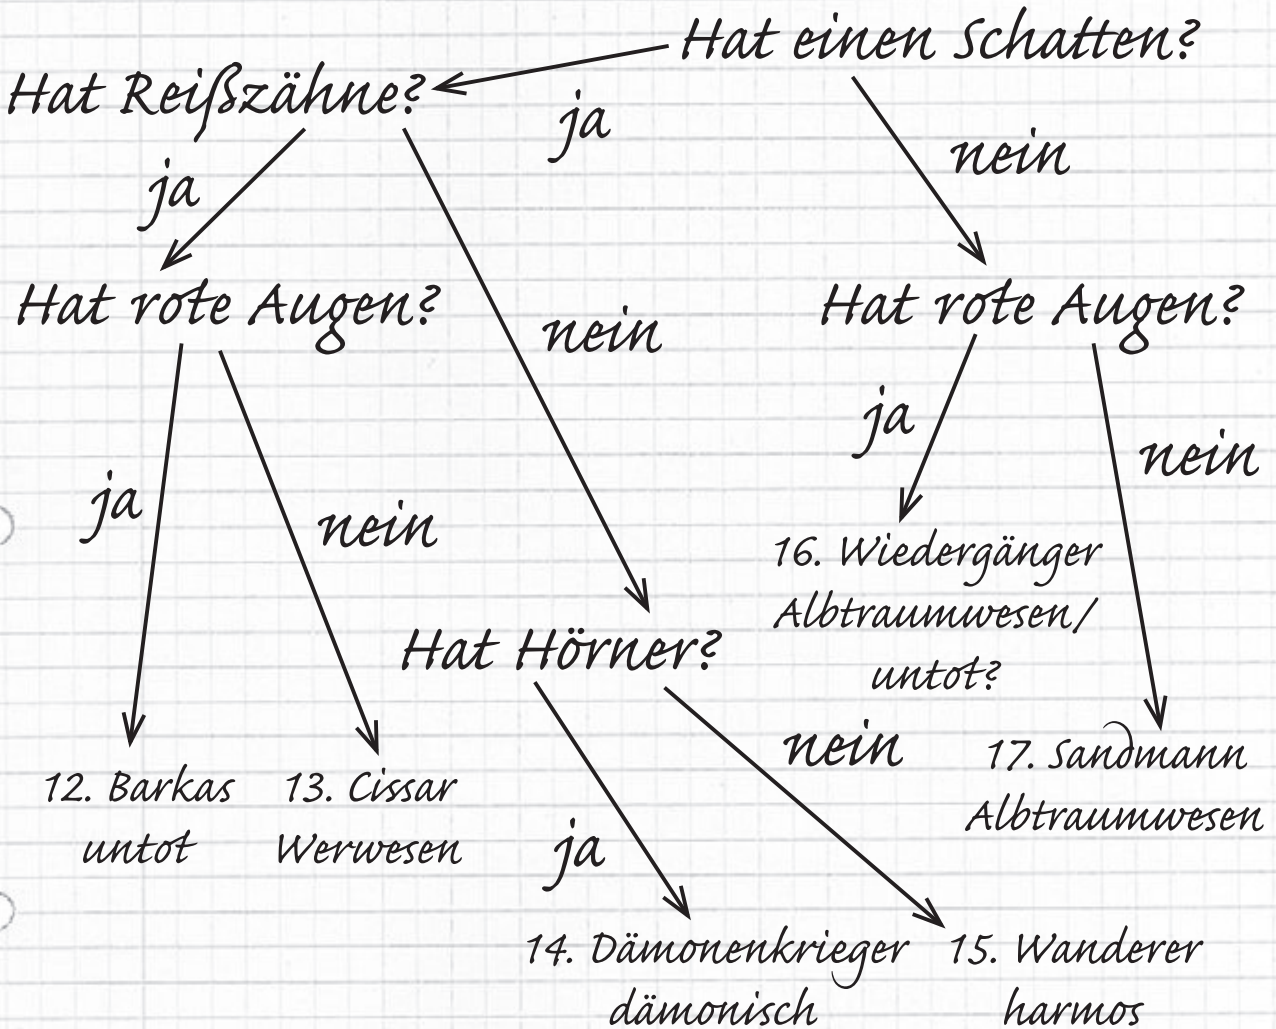 Hat einen Schatten?
Hat Reißzähne?
ja
nein
ja
Hat rote Augen?
Hat rote Augen?
nein
ja
nein
ja
nein
16. Wiedergänger
Albtraumwesen/
untot?
Hat Hörner?
nein
17. Sandmann
Albtraumwesen
12. Barkas
untot
13. Cissar
Werwesen
ja
14. Dämonenkrieger
dämonisch
15. Wanderer
harmos